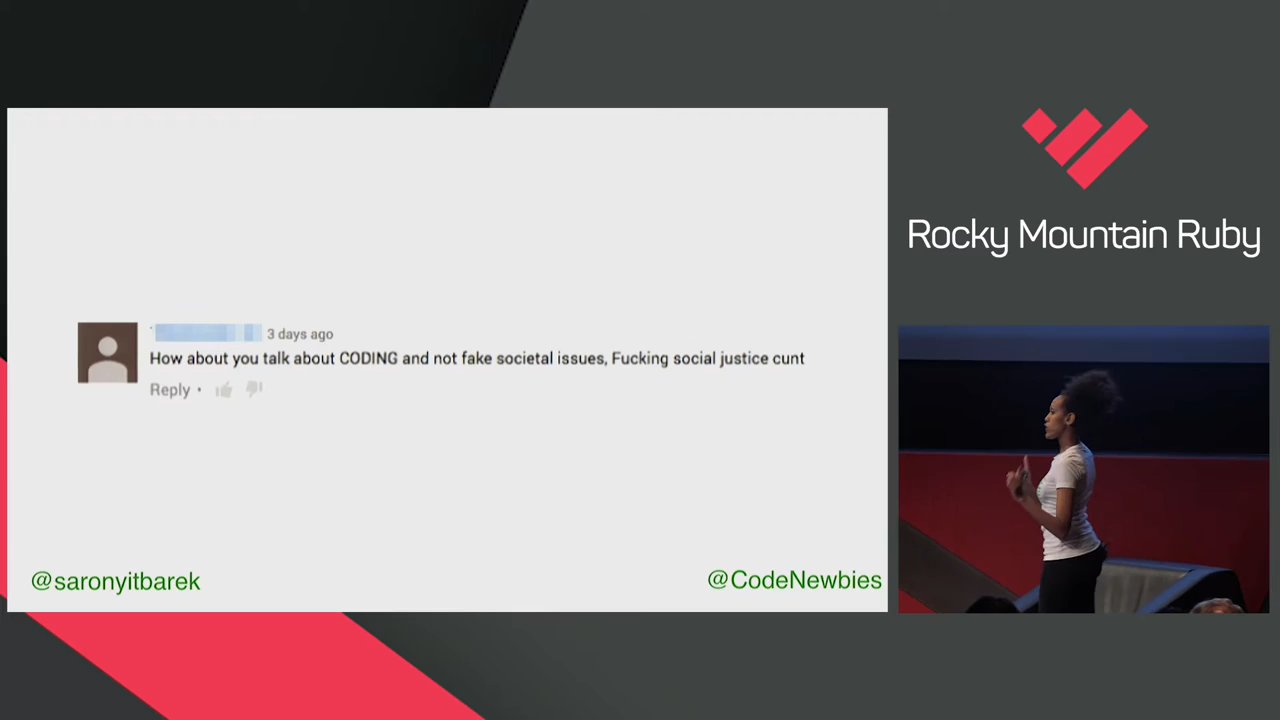 3 days ago
How about you talk about CODING and not fake societal issues, Fucking social justice cunt
Reply •
@saronyitbarek
@CodeNewbies
Rocky Mountain Ruby